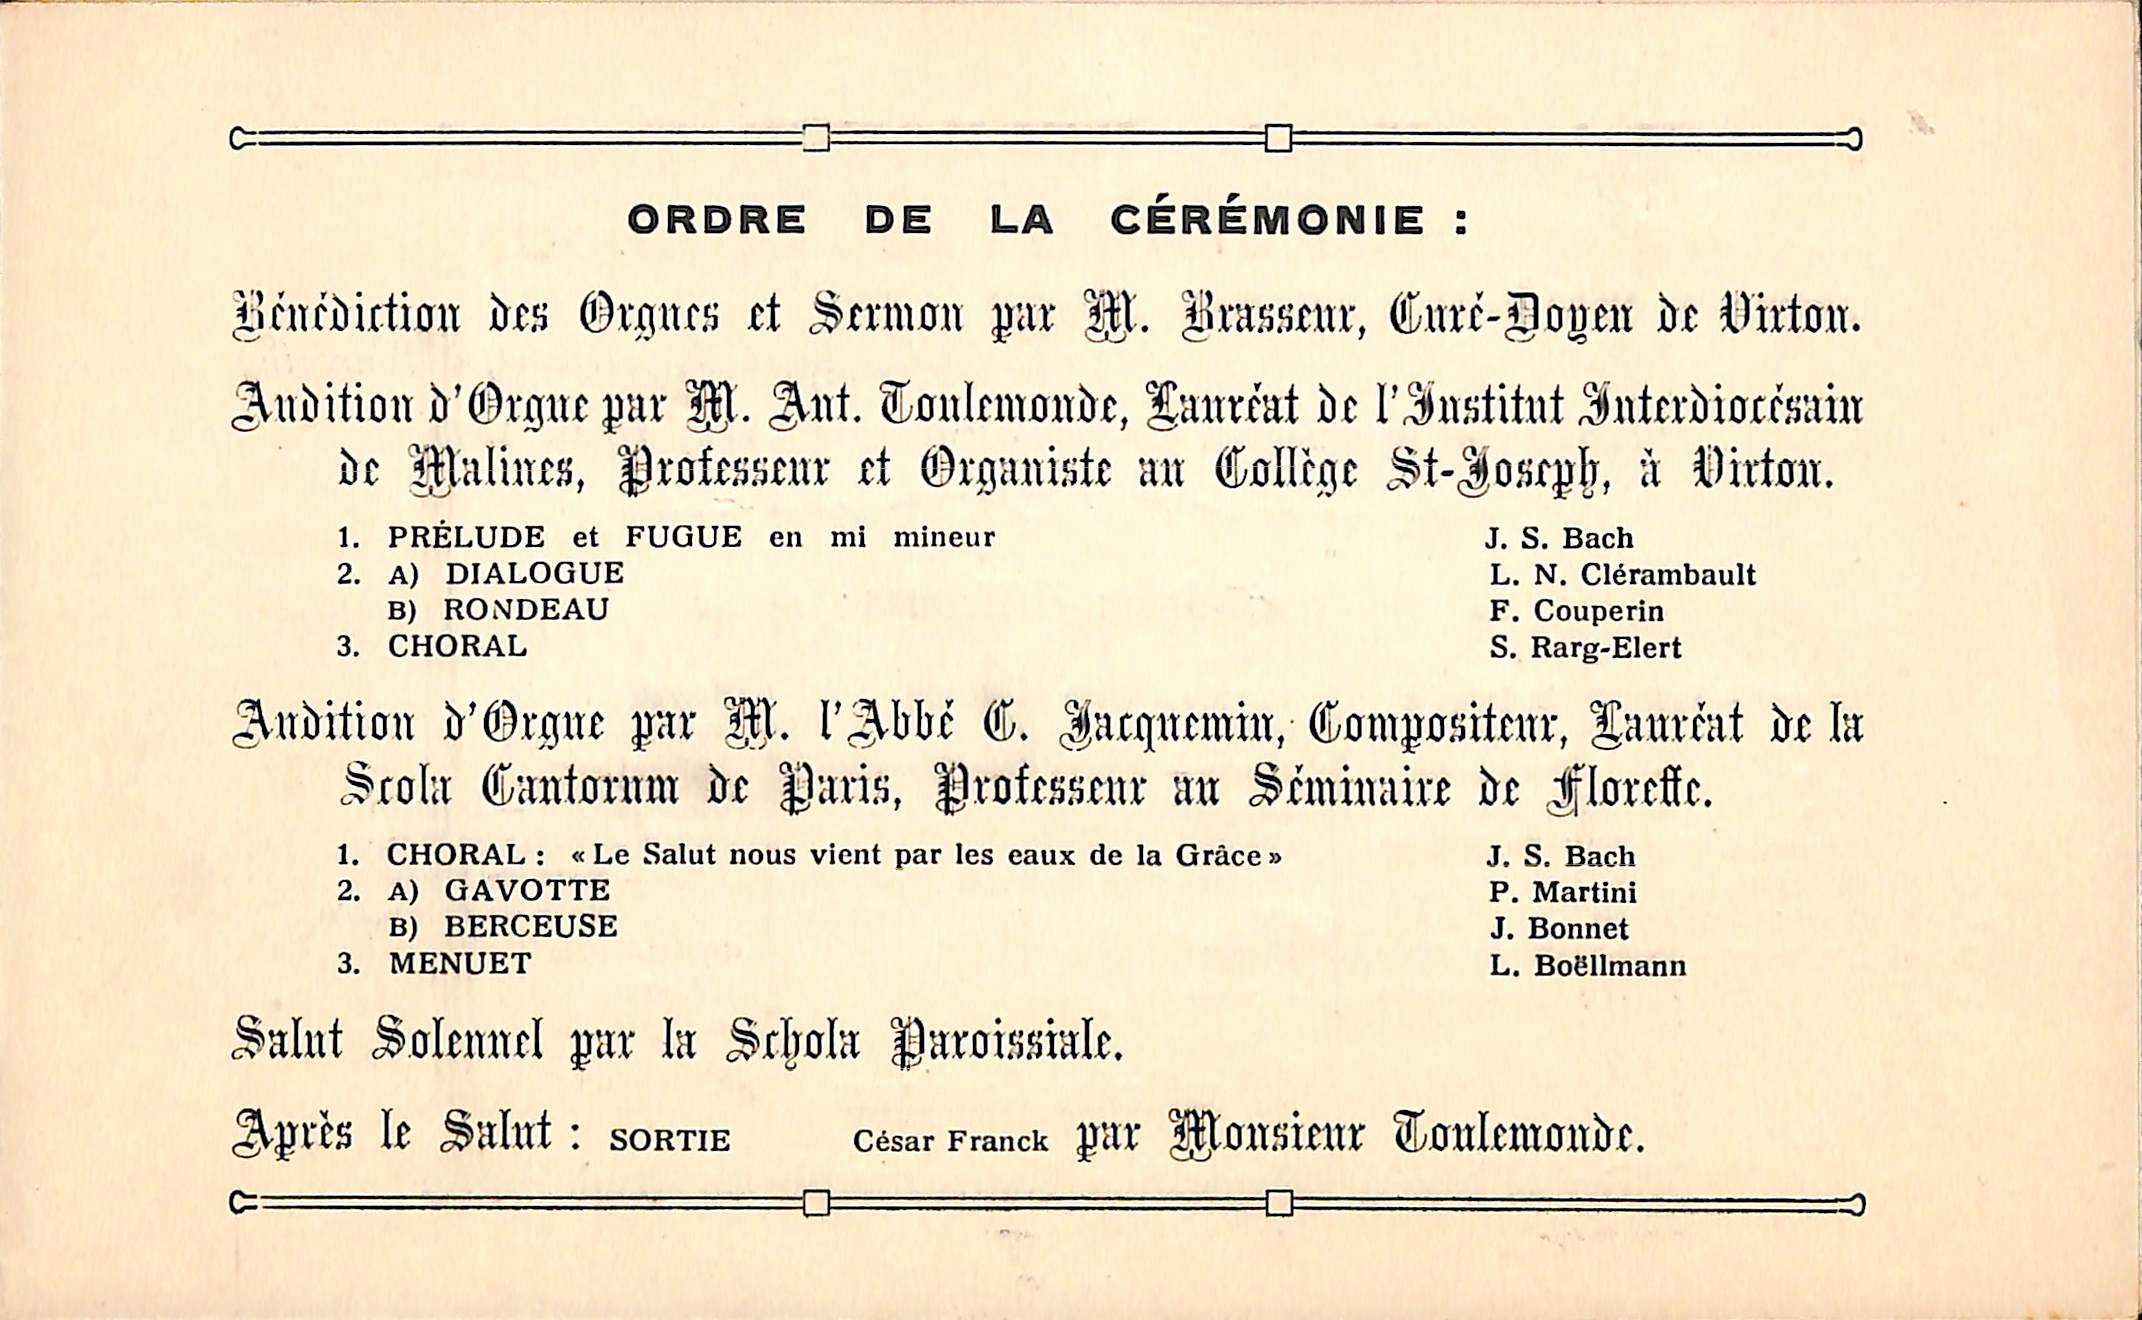 ORDRE DE LA CÉRÉMONIE :
Bénédiction des Orgues et Sermon par M. Brasseur, Curé-Doyen de Virton.
Audition d'Orgue par M. Ant. Toulemonde, Lauréat de l'Institut Interdiocésain
de Malines, Professeur et Organiste au Collège St-Joseph, à Virton.
1. PRÉLUDE et FUGUE en mi mineur J. S. Bach
2. A) DIALOGUE L. N. Clérambault
B) RONDEAU F. Couperin
3. CHORAL S. Rarg-Elert
Audition d'Orgue par M. l'Abbé C. Jacquemin, Compositeur, Lauréat de la
Scola Cantorum de Paris, Professeur au Séminaire de Floreffe.
1. CHORAL : « Le Salut nous vient par les eaux de la Grâce » J. S. Bach
2. A) GAVOTTE P. Martini
B) BERCEUSE J. Bonnet
3. MENUET L. Boëllmann
Salut Solennel par la Schola Paroissiale.
Après le Salut : SORTIE César Franck par Monsieur Toulemonde.